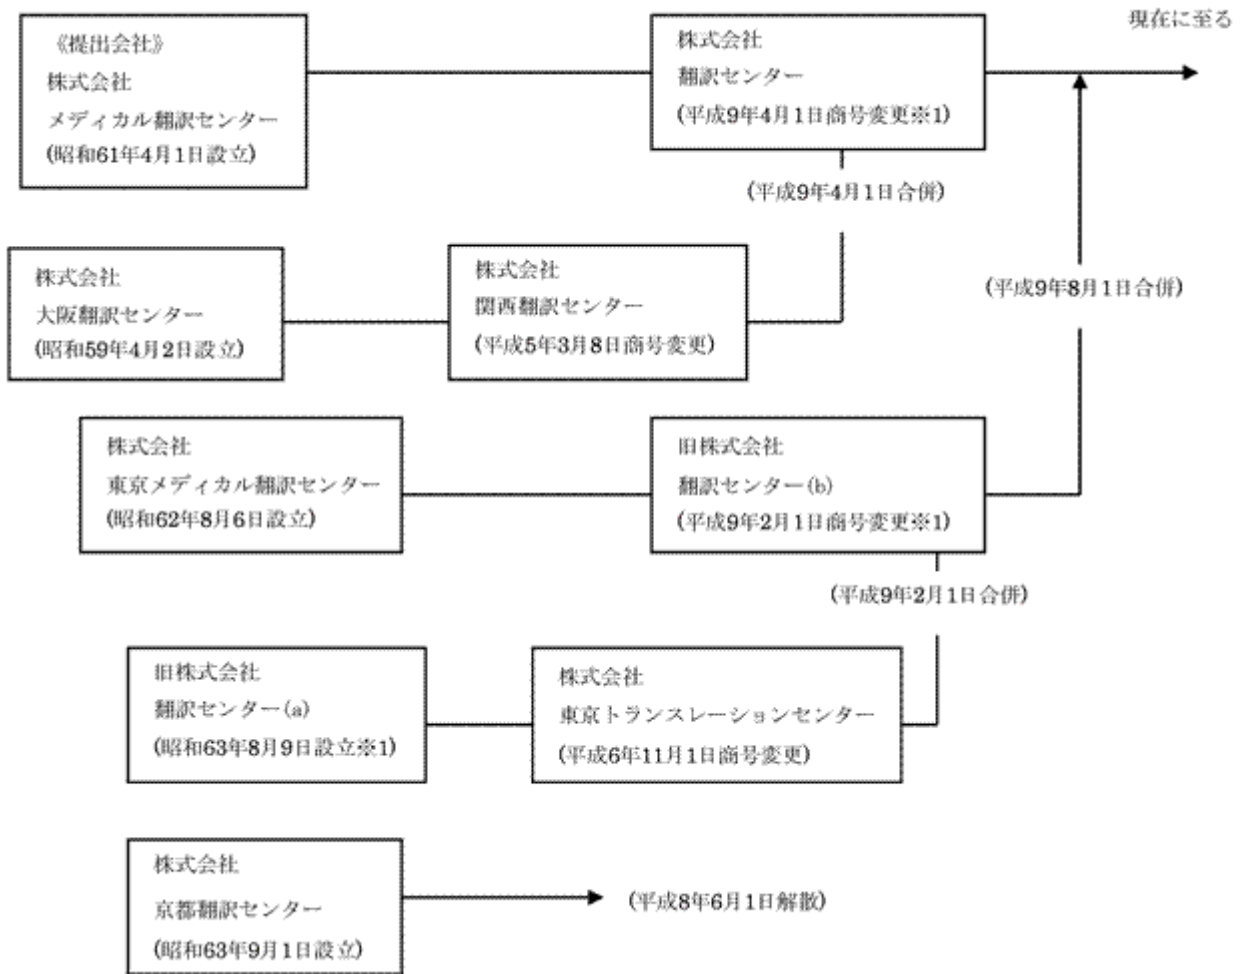 現在に至る
《提出会社》
株式会社
メディカル翻訳センター
(昭和61年4月1日設立)
株式会社
翻訳センター
(平成9年4月1日商号変更※1)
(平成9年4月1日合併)
株式会社
大阪翻訳センター
(昭和59年4月2日設立)
株式会社
関西翻訳センター
(平成5年3月8日商号変更)
(平成9年8月1日合併)
株式会社
東京メディカル翻訳センター
(昭和62年8月6日設立)
旧株式会社
翻訳センター(b)
(平成9年2月1日商号変更※1)
(平成9年2月1日合併)
旧株式会社
翻訳センター(a)
(昭和63年8月9日設立※1)
株式会社
東京トランスレーションセンター
(平成6年11月1日商号変更)
株式会社
京都翻訳センター
(昭和63年9月1日設立)
(平成8年6月1日解散)